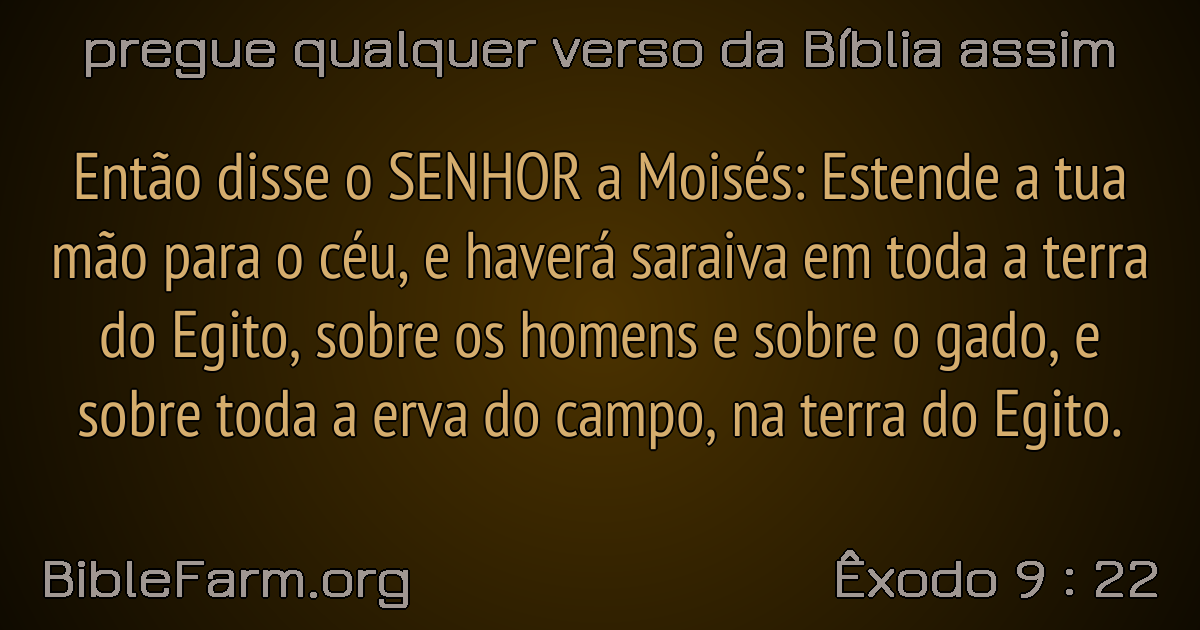 pregue qualquer verso da Bíblia assim
Então disse o SENHOR a Moisés: Estende a tua
mão para o céu, e haverá saraiva em toda a terra
do Egito, sobre os homens e sobre o gado, e
sobre toda a erva do campo, na terra do Egito.
BibleFarm.org
Êxodo 9 : 22